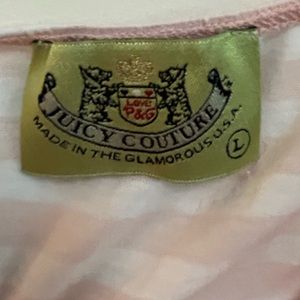 LOVE
P&G
JUICY COUTURE
MADE IN THE GLAMOROUS U.S.A.
L